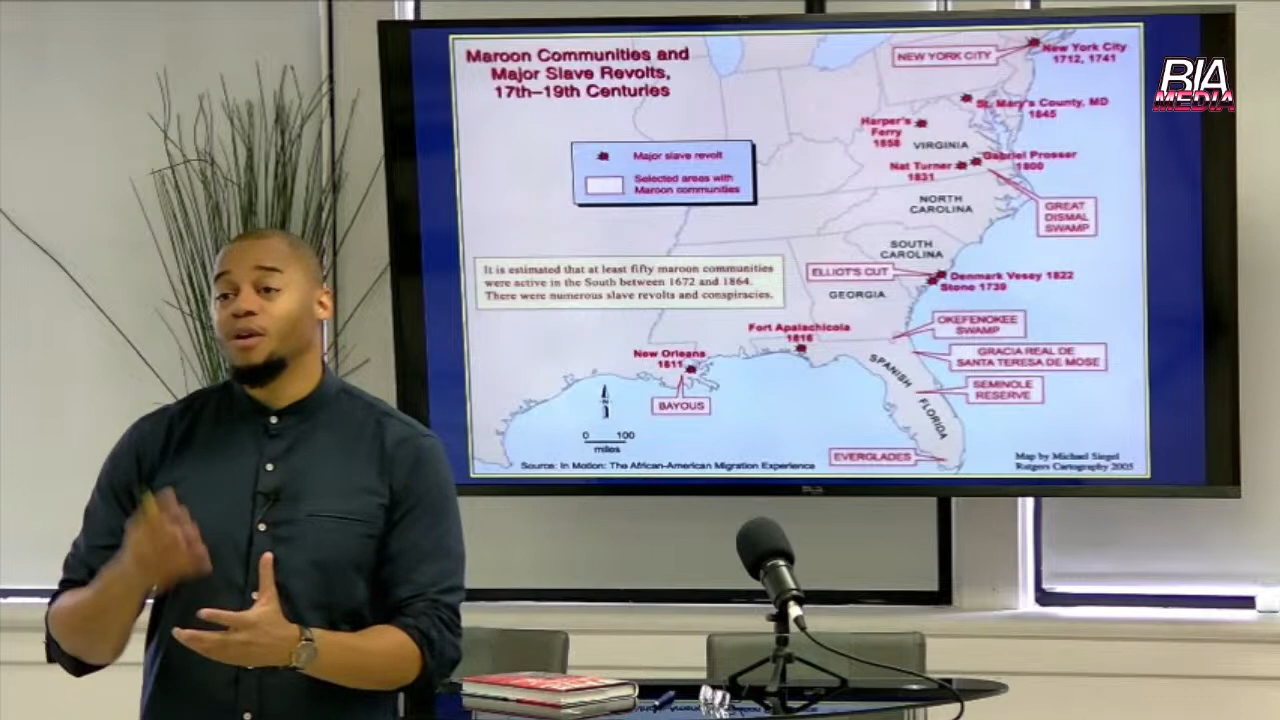 Maroon Communities and
Major Slave Revolts,
17th–19th Centuries
Major slave revolt
Selected areas with
Maroon communities
It is estimated that at least fifty maroon communities
were active in the South between 1672 and 1864.
There were numerous slave revolts and conspiracies.
NEW YORK CITY
New York City
1712, 1741
BIA
MEDIA
St. Mary's County, MD
1845
Harper's
Ferry
1858
VIRGINIA
Gabriel Prosser
1800
Nat Turner
1831
NORTH
CAROLINA
GREAT
DISMAL
SWAMP
SOUTH
CAROLINA
ELLIOT'S CUT
Denmark Vesey 1822
Stono 1739
GEORGIA
OKEFENOKEE
SWAMP
Fort Apalachicola
1816
GRACIA REAL DE
SANTA TERESA DE MOSE
New Orleans
1811
SPANISH FLORIDA
SEMINOLE
RESERVE
BAYOUS
N
0 100
miles
EVERGLADES
Source: In Motion: The African-American Migration Experience
Map by Michael Siegel
Rutgers Cartography 2005